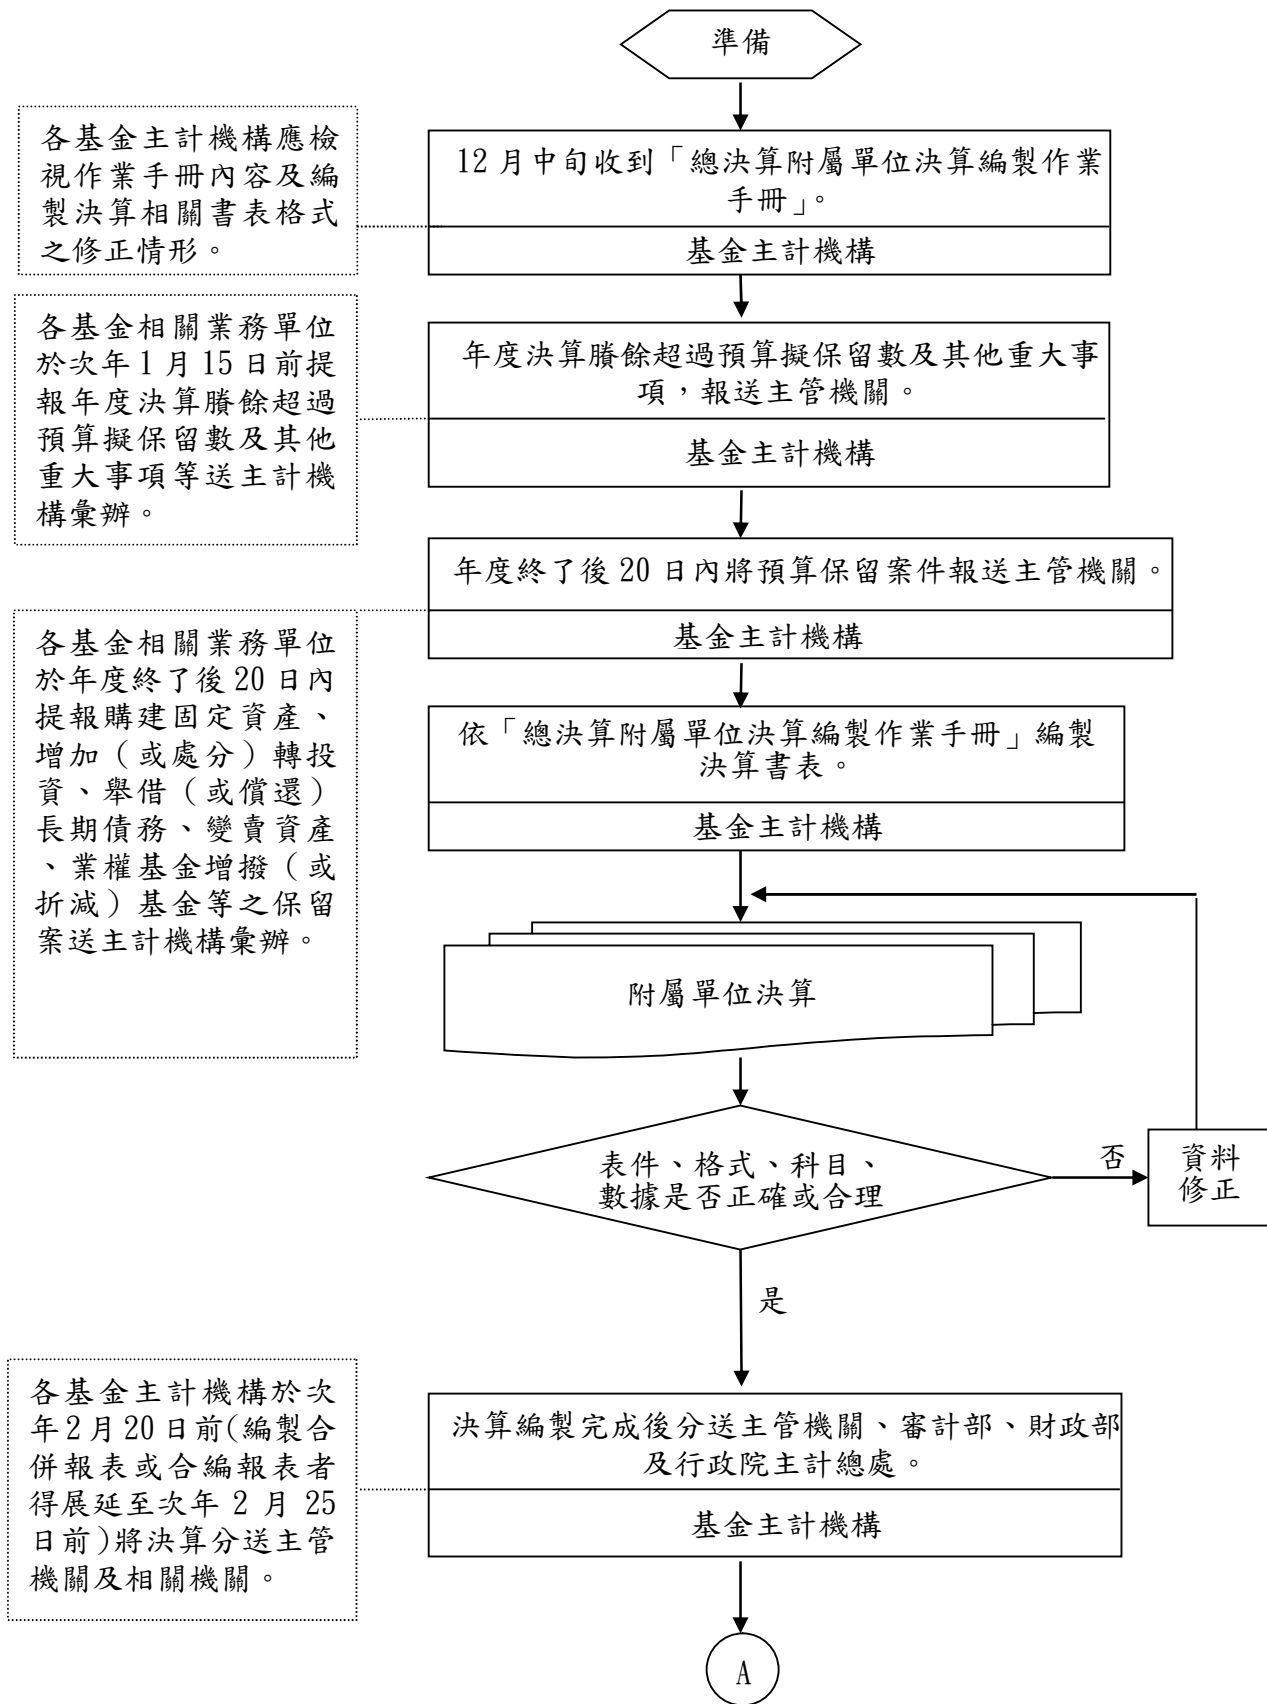 準備
各基金主計機構應檢
視作業手冊內容及編
製決算相關書表格式
之修正情形。
12 月中旬收到「總決算附屬單位決算編製作業
手冊」。
基金主計機構
各基金相關業務單位
於次年 1 月 15 日前提
報年度決算賸餘超過
預算擬保留數及其他
重大事項等送主計機
構彙辦。
年度決算賸餘超過預算擬保留數及其他重大事
項，報送主管機關。
基金主計機構
年度終了後 20 日內將預算保留案件報送主管機關。
基金主計機構
各基金相關業務單位
於年度終了後 20 日內
提報購建固定資產、
增加（或處分）轉投
資、舉借（或償還）
長期債務、變賣資產
、業權基金增撥（或
折減）基金等之保留
案送主計機構彙辦。
依「總決算附屬單位決算編製作業手冊」編製
決算書表。
基金主計機構
附屬單位決算
表件、格式、科目、
數據是否正確或合理
否
資料
修正
是
各基金主計機構於次
年 2 月 20 日前(編製合
併報表或合編報表者
得展延至次年 2 月 25
日前)將決算分送主管
機關及相關機關。
決算編製完成後分送主管機關、審計部、財政部
及行政院主計總處。
基金主計機構
A